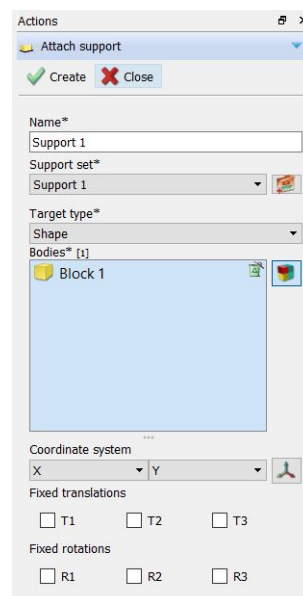 Actions
Attach support
Create Close
Name*
Support 1
Support set*
Support 1
Target type*
Shape
Bodies* [1]
Block 1
Coordinate system
X Y
Fixed translations
T1 T2 T3
Fixed rotations
R1 R2 R3